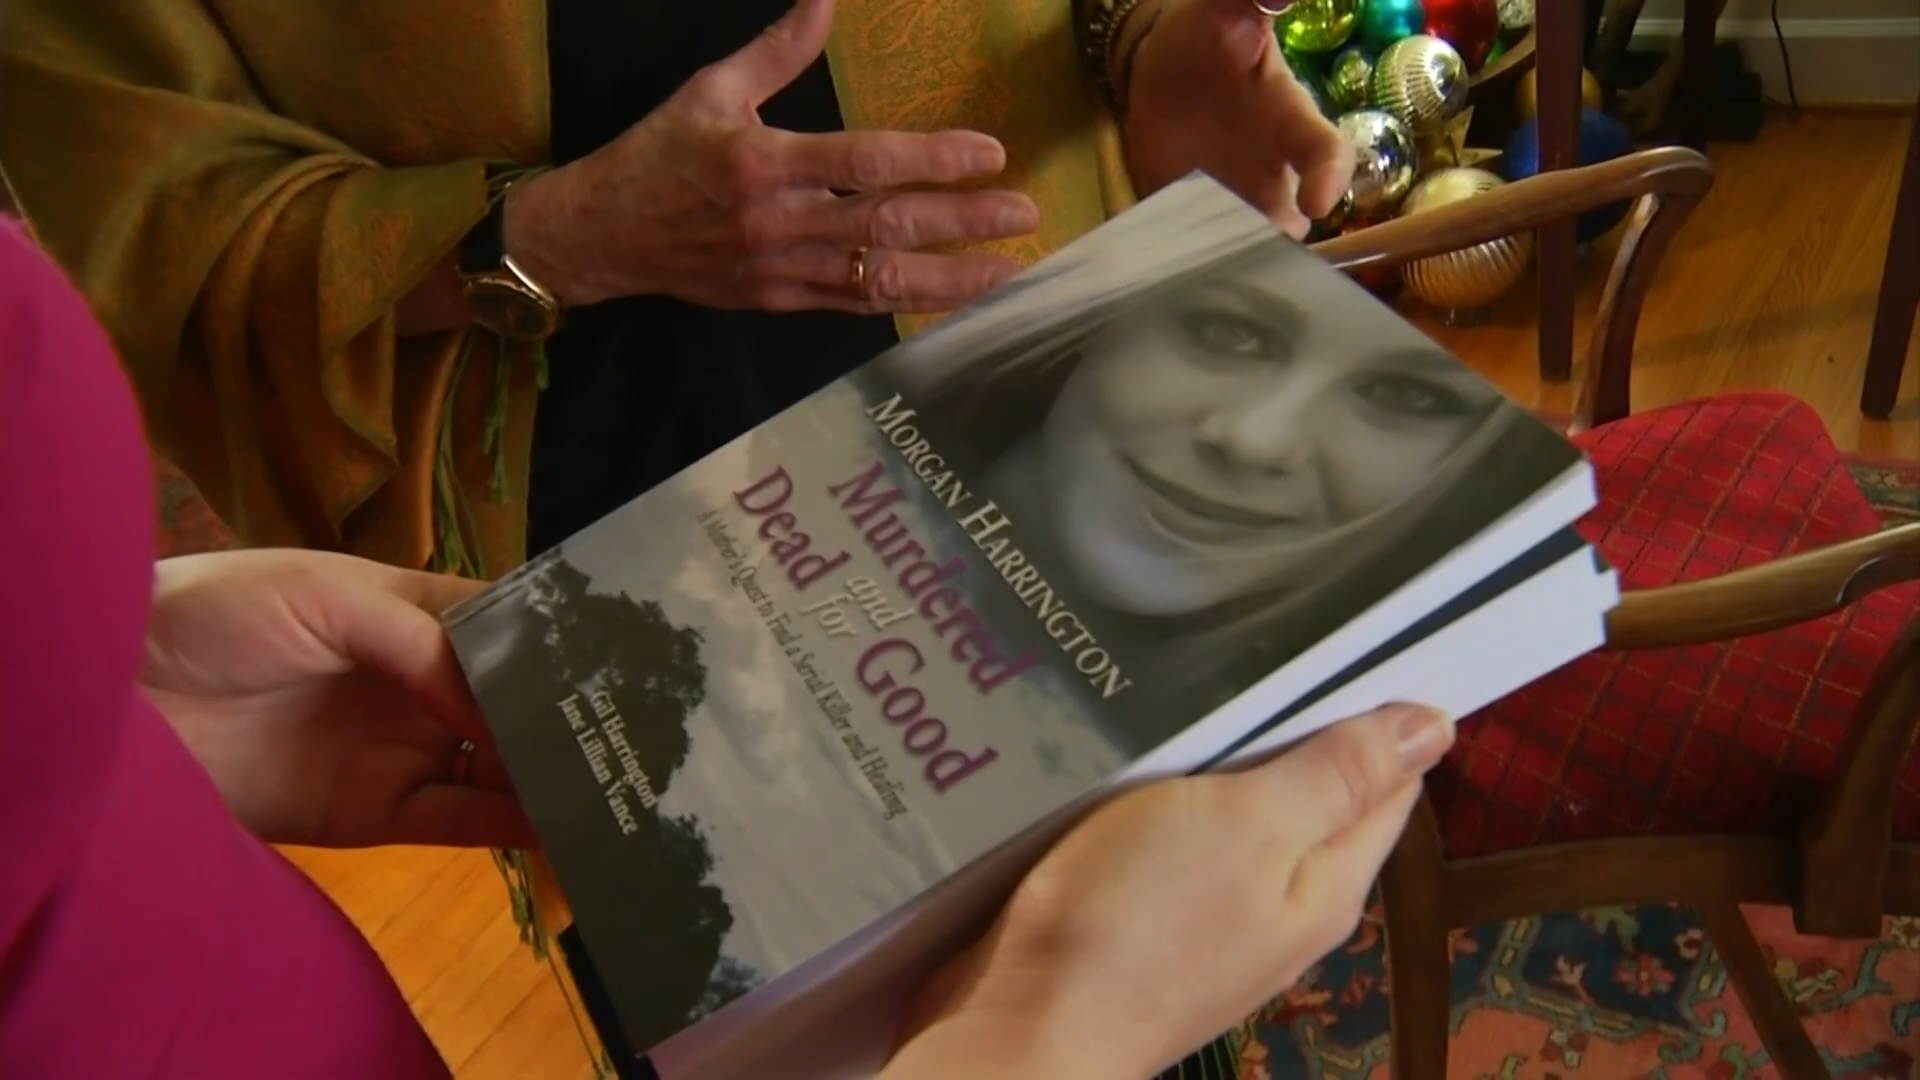 MORGAN HARRINGTON
Murdered
and
Dead for Good
A Mother's Quest to Find a Serial Killer and Healing
Gil Harrington
Jane Lillian Vance